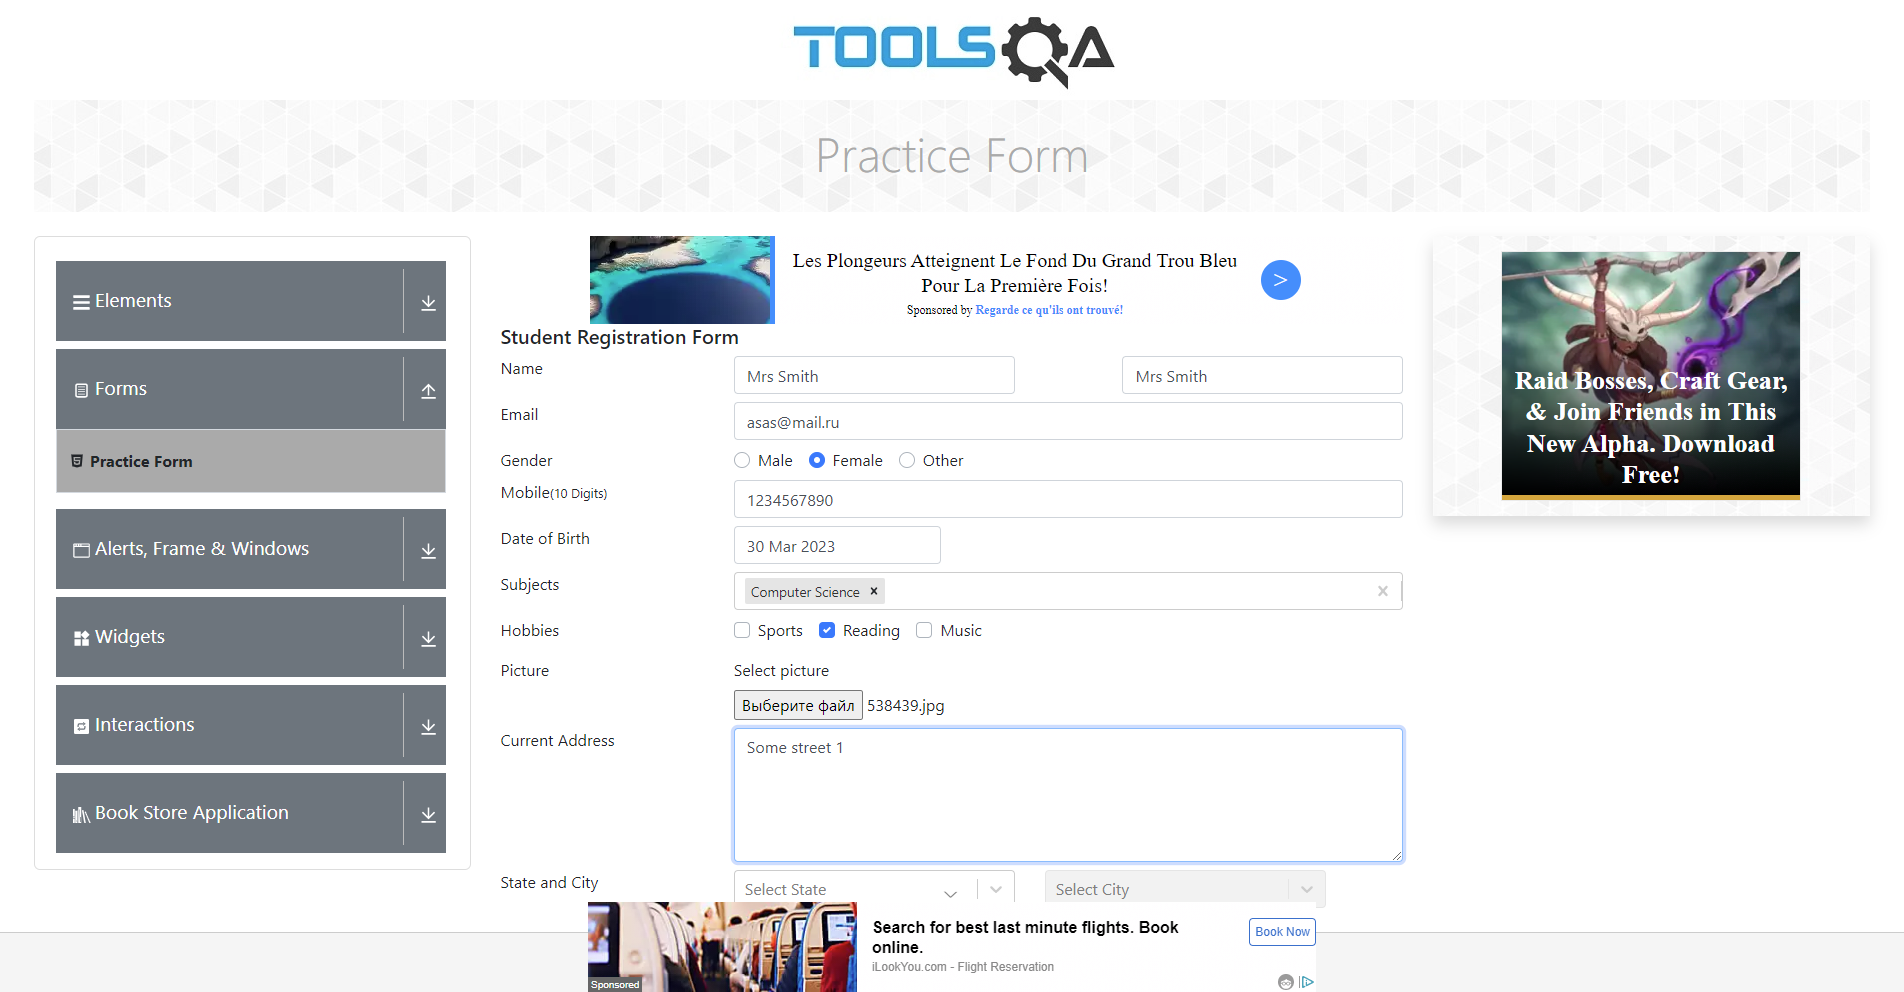 TOOLSQA
Practice Form
Elements
Forms
Practice Form
Alerts, Frame & Windows
Widgets
Interactions
Book Store Application
Les Plongeurs Atteignent Le Fond Du Grand Trou Bleu
Pour La Première Fois!
Sponsored by Regarde ce qu'ils ont trouvé!
>
Student Registration Form
Name
Mrs Smith
Mrs Smith
Email
asas@mail.ru
Gender
Male
Female
Other
Mobile(10 Digits)
1234567890
Date of Birth
30 Mar 2023
Subjects
Computer Science
Hobbies
Sports
Reading
Music
Picture
Select picture
Выберите файл 538439.jpg
Current Address
Some street 1
State and City
Select State
Select City
Raid Bosses, Craft Gear,
& Join Friends in This
New Alpha. Download
Free!
Search for best last minute flights. Book
online.
iLookYou.com - Flight Reservation
Book Now
Sponsored